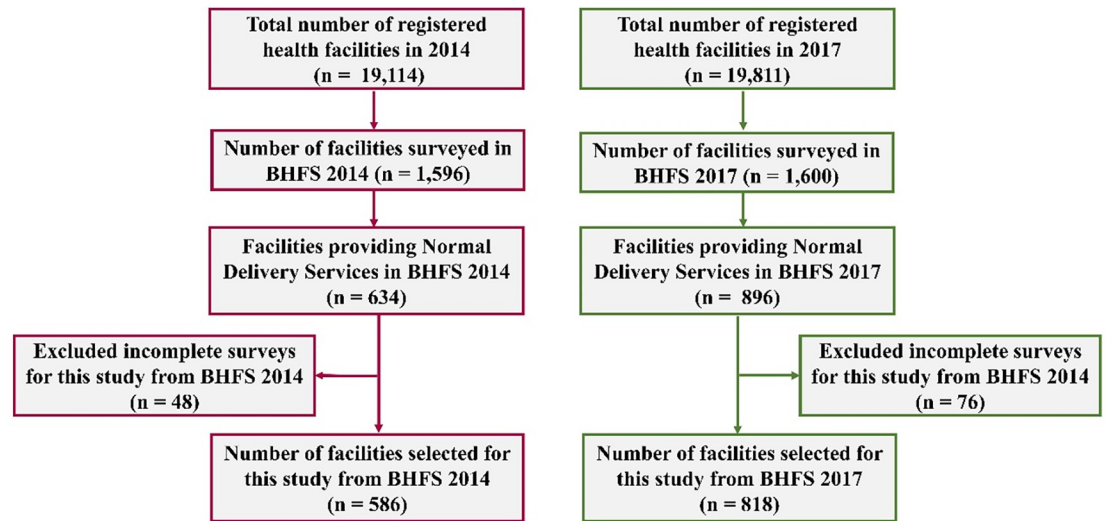 Total number of registered
health facilities in 2014
(n =  19,114)
Number of facilities surveyed in
BHFS 2014 (n = 1,596)
Facilities providing Normal
Delivery Services in BHFS 2014
(n = 634)
Excluded incomplete surveys
for this study from BHFS 2014
(n = 48)
Number of facilities selected for
this study from BHFS 2014
(n = 586)
Total number of registered
health facilities in 2017
(n = 19,811)
Number of facilities surveyed in
BHFS 2017 (n = 1,600)
Facilities providing Normal
Delivery Services in BHFS 2017
(n =  896)
Excluded incomplete surveys
for this study from BHFS 2014
(n = 76)
Number of facilities selected for
this study from BHFS 2017
(n = 818)